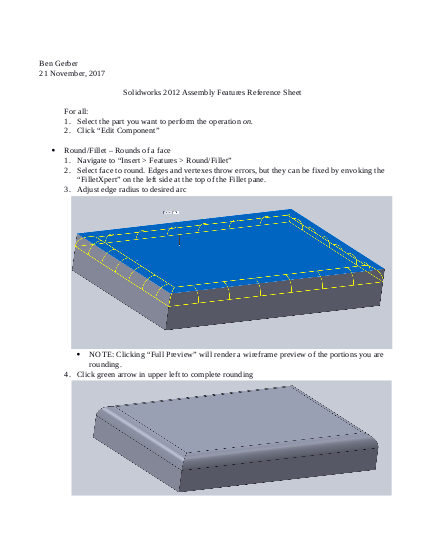 Ben Gerber
21 November, 2017
Solidworks 2012 Assembly Features Reference Sheet
For all:
1. Select the part you want to perform the operation on.
2. Click “Edit Component”
• Round/Fillet – Rounds of a face
1. Navigate to “Insert > Features > Round/Fillet”
2. Select face to round. Edges and vertexes throw errors, but they can be fixed by envoking the
“FilletXpert” on the left side at the top of the Fillet pane.
3. Adjust edge radius to desired arc
• NOTE: Clicking “Full Preview” will render a wireframe preview of the portions you are
rounding.
4. Click green arrow in upper left to complete rounding